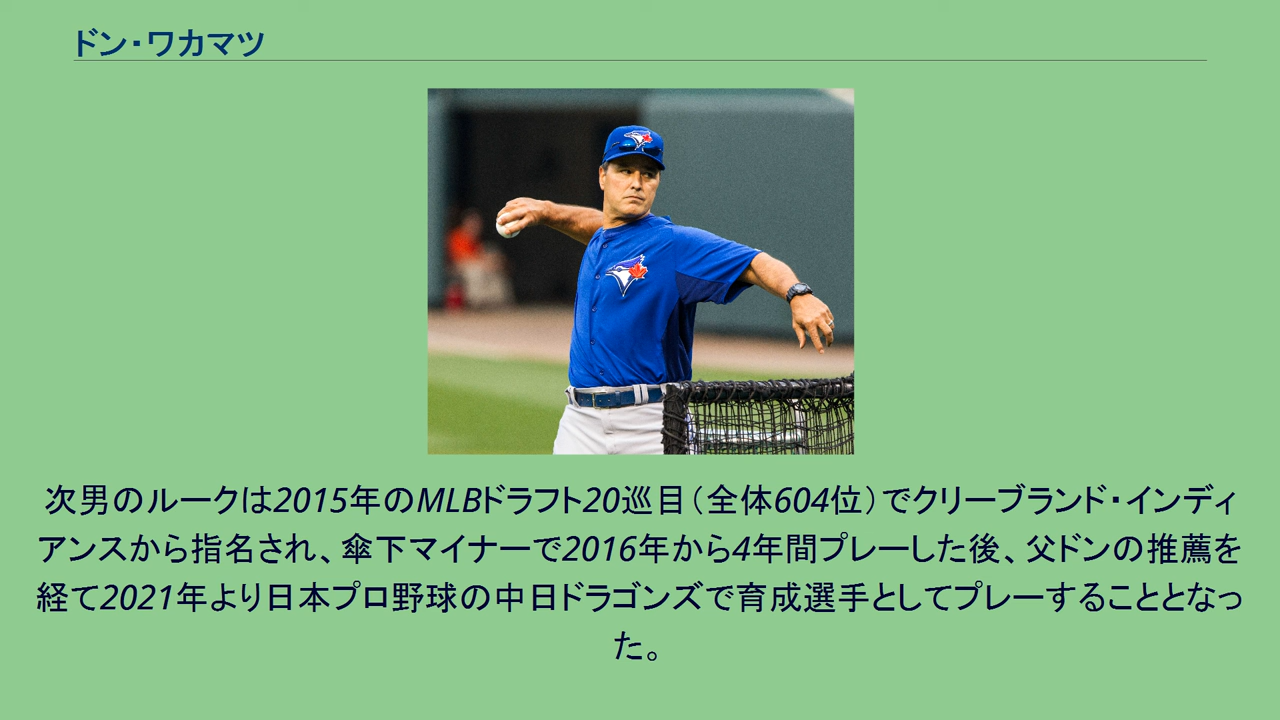 ドン・ワカマツ
次男のルークは2015年のMLBドラフト20巡目（全体604位）でクリーブランド・インディ
アンスから指名され、傘下マイナーで2016年から4年間プレーした後、父ドンの推薦を
経て2021年より日本プロ野球の中日ドラゴンズで育成選手としてプレーすることとなっ
た。